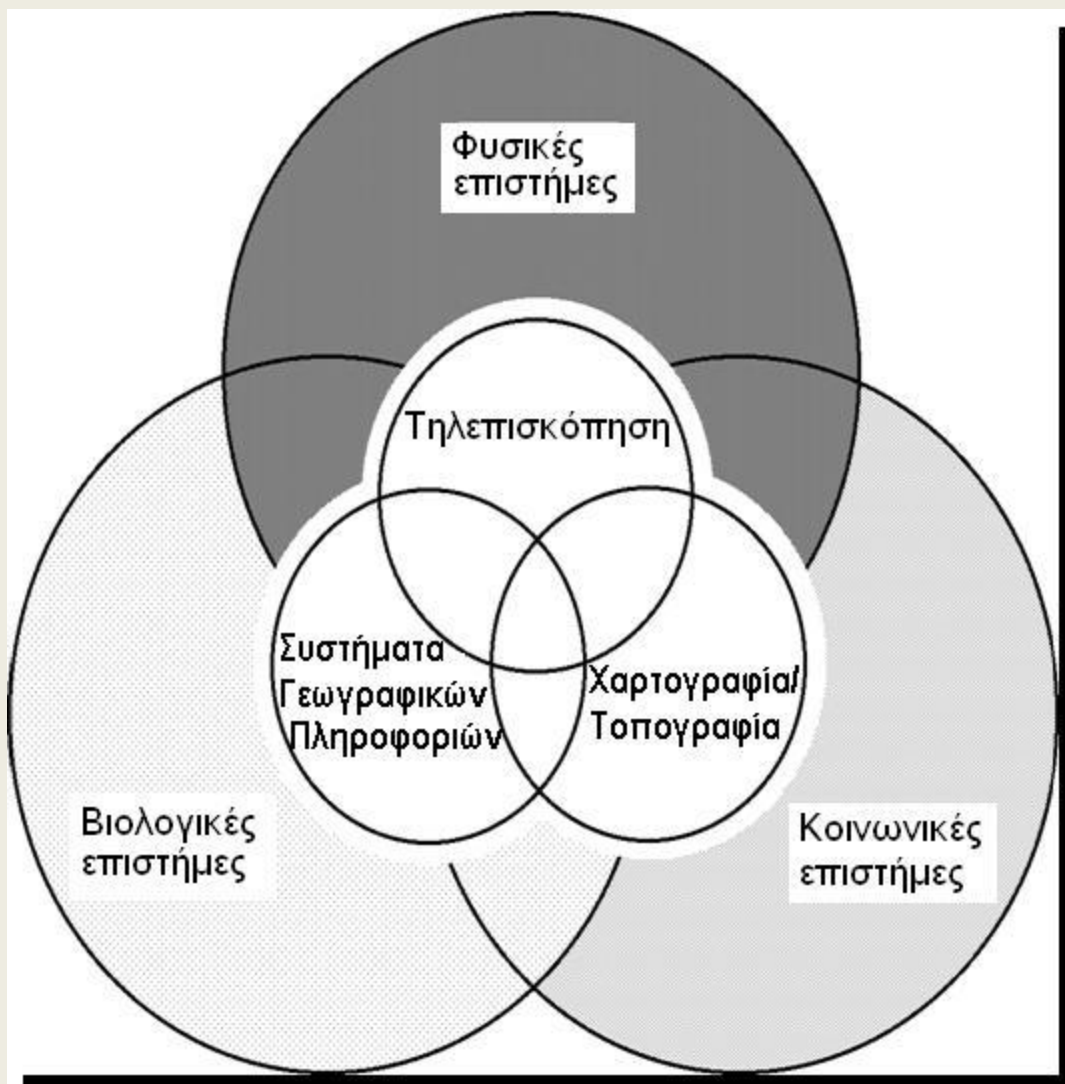 Φυσικές
επιστήμες
Τηλεπισκόπηση
Συστήματα
Γεωγραφικών
Πληροφοριών
Χαρτογραφία/
Τοπογραφία
Βιολογικές
επιστήμες
Κοινωνικές
επιστήμες